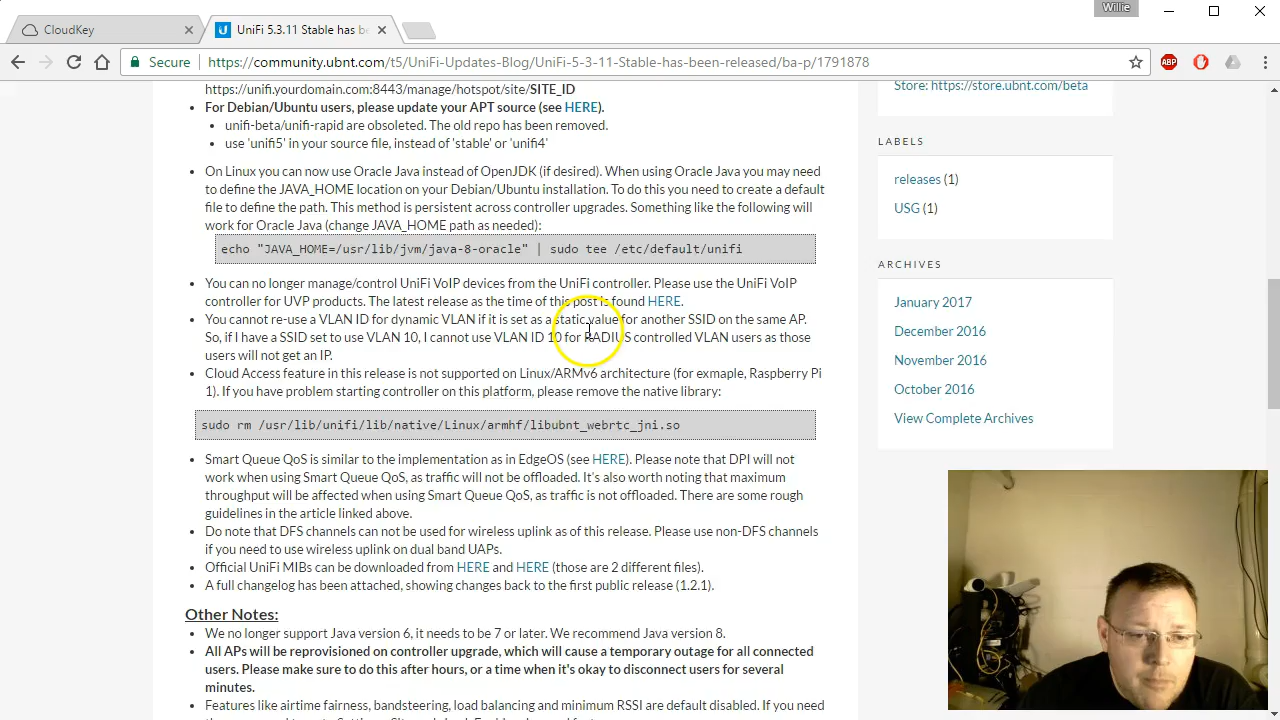 Willie
CloudKey
UniFi 5.3.11 Stable has be
Secure
https://community.ubnt.com/t5/UniFi-Updates-Blog/UniFi-5-3-11-Stable-has-been-released/ba-p/1791878
ABP
https://unifi.yourdomain.com:8443/manage/hotspot/site/SITE_ID
For Debian/Ubuntu users, please update your APT source (see HERE).
unifi-beta/unifi-rapid are obsoleted. The old repo has been removed.
use 'unifi5' in your source file, instead of 'stable' or 'unifi4'
On Linux you can now use Oracle Java instead of OpenJDK (if desired). When using Oracle Java you may need
to define the JAVA_HOME location on your Debian/Ubuntu installation. To do this you need to create a default
file to define the path. This method is persistent across controller upgrades. Something like the following will
work for Oracle Java (change JAVA_HOME path as needed):
echo "JAVA_HOME=/usr/lib/jvm/java-8-oracle" | sudo tee /etc/default/unifi
You can no longer manage/control UniFi VoIP devices from the UniFi controller. Please use the UniFi VoIP
controller for UVP products. The latest release as the time of this post is found HERE.
You cannot re-use a VLAN ID for dynamic VLAN if it is set as a static value for another SSID on the same AP.
So, if I have a SSID set to use VLAN 10, I cannot use VLAN ID 10 for RADIUS controlled VLAN users as those
users will not get an IP.
Cloud Access feature in this release is not supported on Linux/ARMv6 architecture (for exmaple, Raspberry Pi
1). If you have problem starting controller on this platform, please remove the native library:
sudo rm /usr/lib/unifi/lib/native/Linux/armhf/libubnt_webrtc_jni.so
Smart Queue QoS is similar to the implementation as in EdgeOS (see HERE). Please note that DPI will not
work when using Smart Queue QoS, as traffic will not be offloaded. It's also worth noting that maximum
throughput will be affected when using Smart Queue QoS, as traffic is not offloaded. There are some rough
guidelines in the article linked above.
Do note that DFS channels can not be used for wireless uplink as of this release. Please use non-DFS channels
if you need to use wireless uplink on dual band UAPs.
Official UniFi MIBs can be downloaded from HERE and HERE (those are 2 different files).
A full changelog has been attached, showing changes back to the first public release (1.2.1).
Other Notes:
We no longer support Java version 6, it needs to be 7 or later. We recommend Java version 8.
All APs will be reprovisioned on controller upgrade, which will cause a temporary outage for all connected
users. Please make sure to do this after hours, or a time when it's okay to disconnect users for several
minutes.
Features like airtime fairness, bandsteering, load balancing and minimum RSSI are default disabled. If you need
Store: https://store.ubnt.com/beta
LABELS
releases (1)
USG (1)
ARCHIVES
January 2017
December 2016
November 2016
October 2016
View Complete Archives